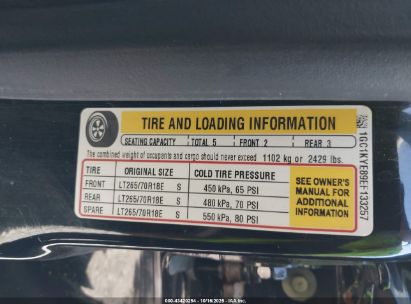 TIRE AND LOADING INFORMATION
SEATING CAPACITY TOTAL 5 FRONT 2 REAR 3
The combined weight of occupants and cargo should never exceed 1102 kg or 2429 lbs.
TIRE ORIGINAL SIZE COLD TIRE PRESSURE
FRONT LT265/70R18E S 450 kPa, 65 PSI
REAR LT265/70R18E S 480 kPa, 70 PSI
SPARE LT265/70R18E S 550 kPa, 80 PSI
SEE OWNER'S
MANUAL FOR
ADDITIONAL
INFORMATION
1GC1KYEB9EF133257